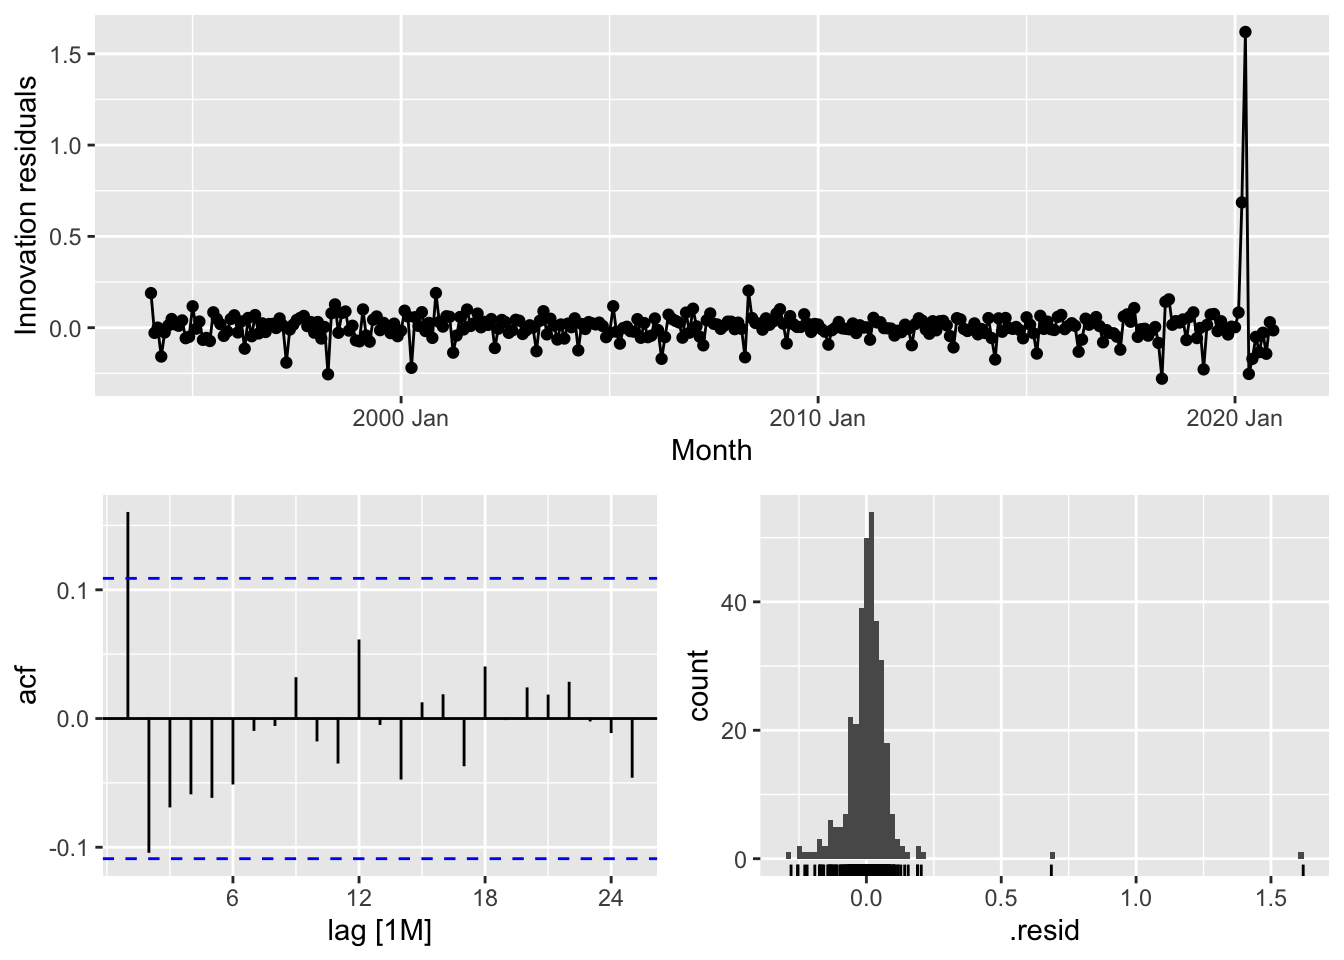 1.5
1.0
0.5
0.0
Innovation residuals
2000 Jan 2010 Jan 2020 Jan
Month
0.1
0.0
-0.1
acf
6 12 18 24
lag [1M]
40
20
0
count
0.0 0.5 1.0 1.5
.resid